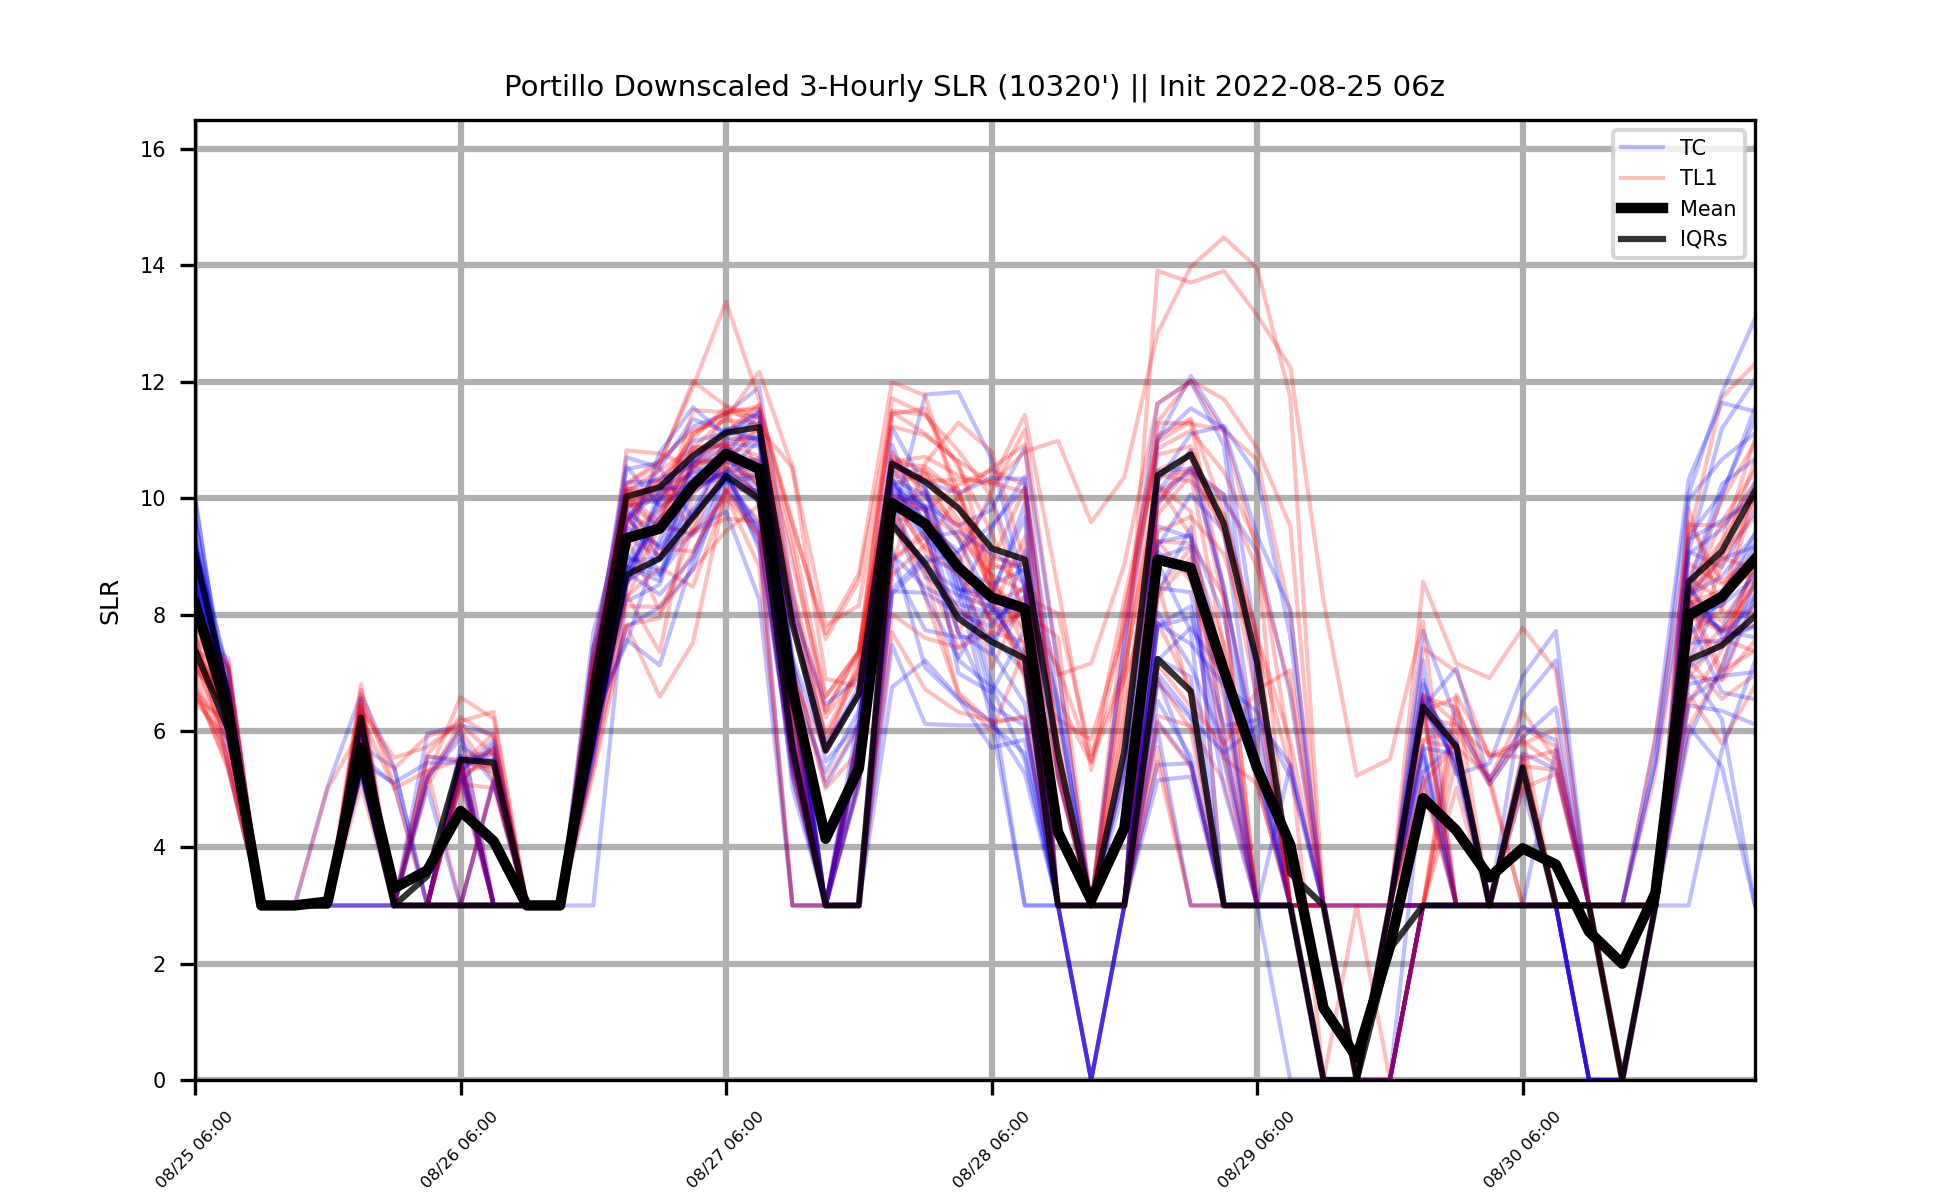 Portillo Downscaled 3-Hourly SLR (10320') || Init 2022-08-25 06z
TC
TL1
Mean
IQRs
SLR
16
14
12
10
8
6
4
2
0
08/25 06:00
08/26 06:00
08/27 06:00
08/28 06:00
08/29 06:00
08/30 06:00